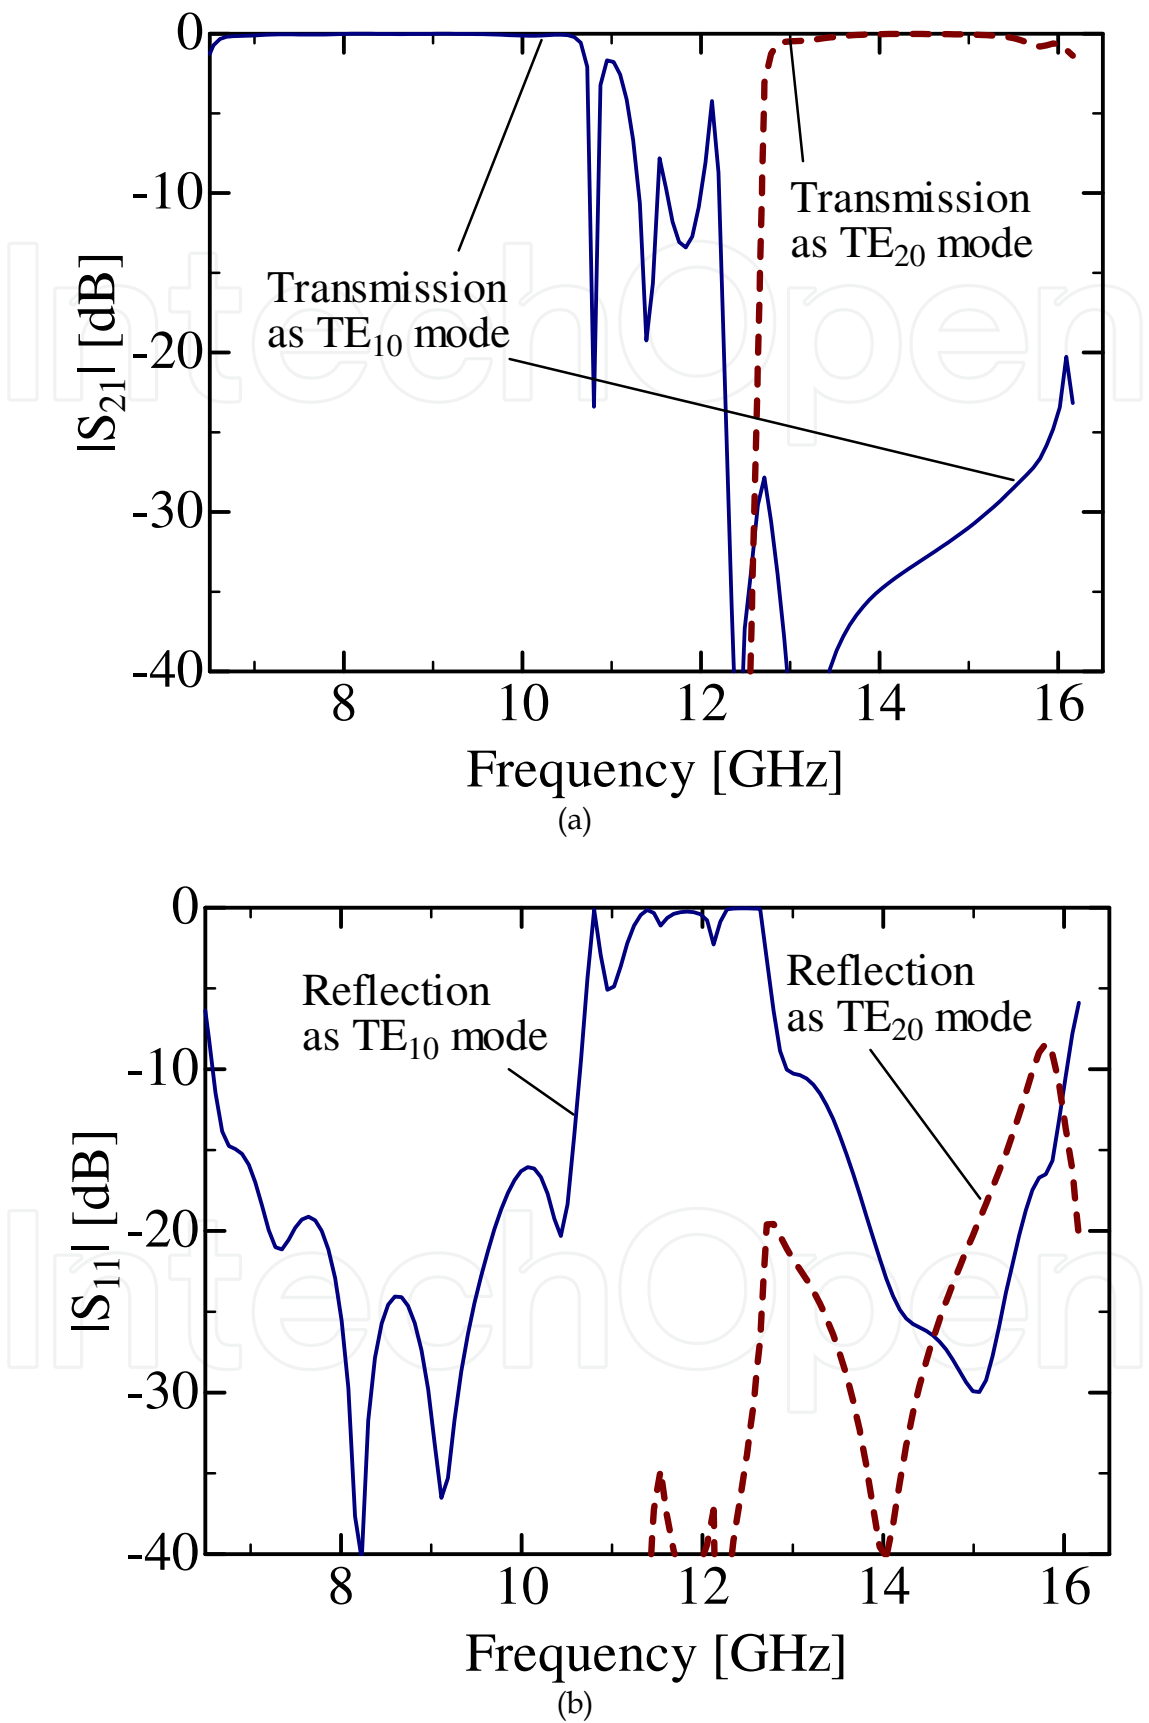 0
-10
-20
-30
-40
|S21| [dB]
Transmission
as TE10 mode
Transmission
as TE20 mode
8 10 12 14 16
Frequency [GHz]
(a)
0
-10
-20
-30
-40
|S11| [dB]
Reflection
as TE10 mode
Reflection
as TE20 mode
8 10 12 14 16
Frequency [GHz]
(b)
IntechOpen
IntechOpen